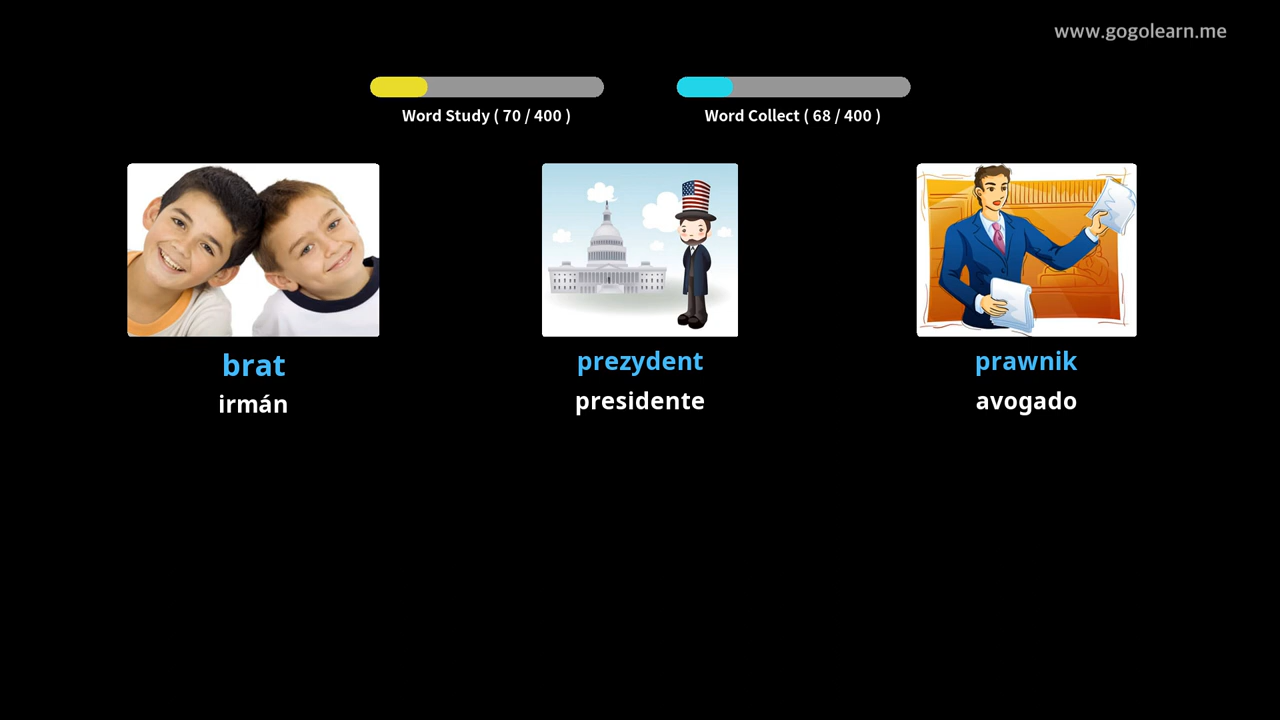 www.gogolearn.me
Word Study ( 70 / 400 )
Word Collect ( 68 / 400 )
brat
prezydent
prawnik
irmán
presidente
avogado